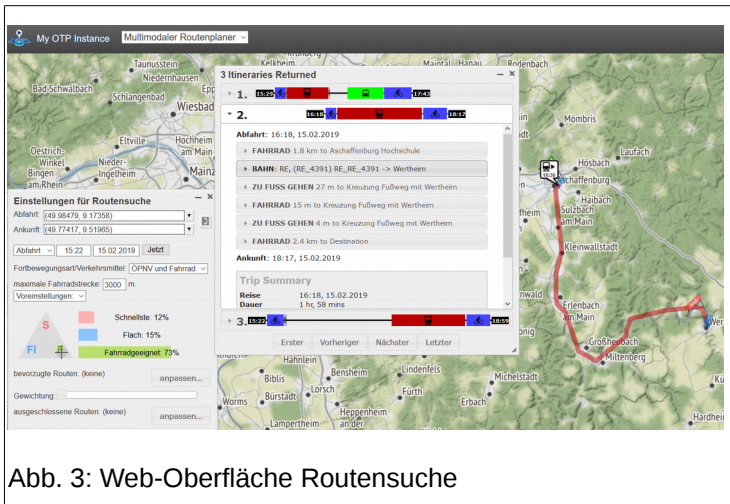 My OTP Instance Multimodaler Routenplaner
3 Itineraries Returned
1. 15:29 17:43
2. 16:18 18:17
Abfahrt: 16:18, 15.02.2019
FAHRRAD 1.8 km to Aschaffenburg Hochschule
BAHN: RE, (RE_4391) RE_RE_4391 -> Wertheim
ZU FUSS GEHEN 27 m to Kreuzung Fußweg mit Wertheim
FAHRRAD 15 m to Kreuzung Fußweg mit Wertheim
ZU FUSS GEHEN 4 m to Kreuzung Fußweg mit Wertheim
FAHRRAD 2.4 km to Destination
Ankunft: 18:17, 15.02.2019
Trip Summary
Reise 16:18, 15.02.2019
Dauer 1 hr, 58 mins
3. 15:22 18:59
Erster Vorheriger Nächster Letzter
Einstellungen für Routensuche
Abfahrt: (49.98479, 9.17358)
Ankunft: (49.77417, 9.51965)
Abfahrt 15:22 15.02.2019 Jetzt
Fortbewegungsart/Verkehrsmittel: ÖPNV und Fahrrad
maximale Fahrradstrecke: 3000 m.
Voreinstellungen:
S
Fl
Schnellste: 12%
Flach: 15%
Fahrradgeeignet: 73%
bevorzugte Routen: (keine)
anpassen...
Gewichtung:
ausgeschlossene Routen: (keine)
anpassen...
Taunusstein
Kelkheim
Maintal Hanau
Rodenbach
Niedernhausen
Bad Schwalbach
Schlangenbad
Wiesbad
Eltville
Hochheim
am Main
Oestrich-
Winkel
Nieder-
Ingelheim
Mainz
Bingen
am Rhein
Mömbris
Laufach
Hösbach
schaffenburg
Haibach
Sulzbach
am Main
Kleinwallstadt
Erlenbach
am Main
Großheubach
Miltenberg
Wer
Hardhei
Michelstadt
Erbach
Hähnlein
Bensheim
Lindenfels
Biblis
Lorsch
Fürth
Worms
Bürstadt
Heppenheim
Lampertheim
an der
Abb. 3: Web-Oberfläche Routensuche